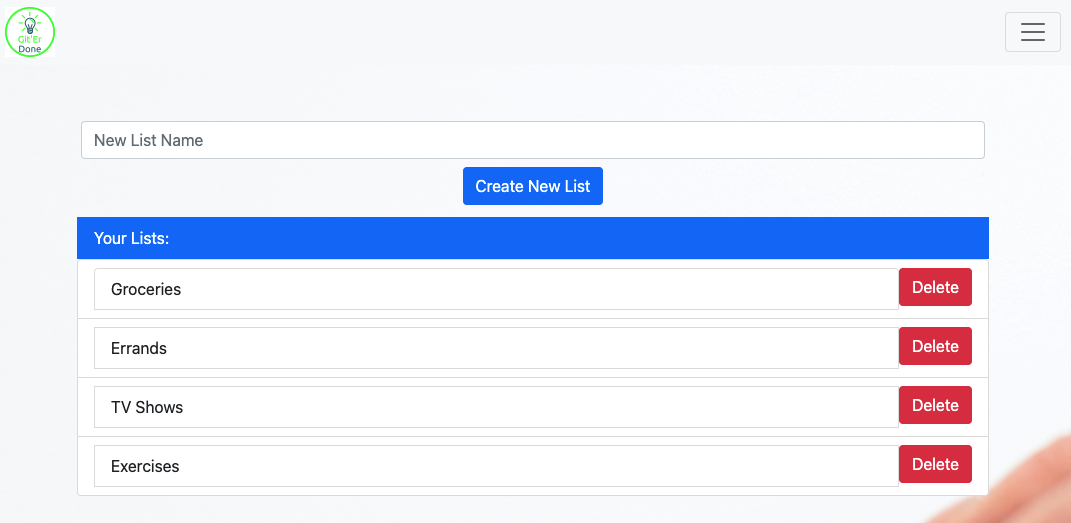 Git'Er
Done
New List Name
Create New List
Your Lists:
Groceries
Delete
Errands
Delete
TV Shows
Delete
Exercises
Delete